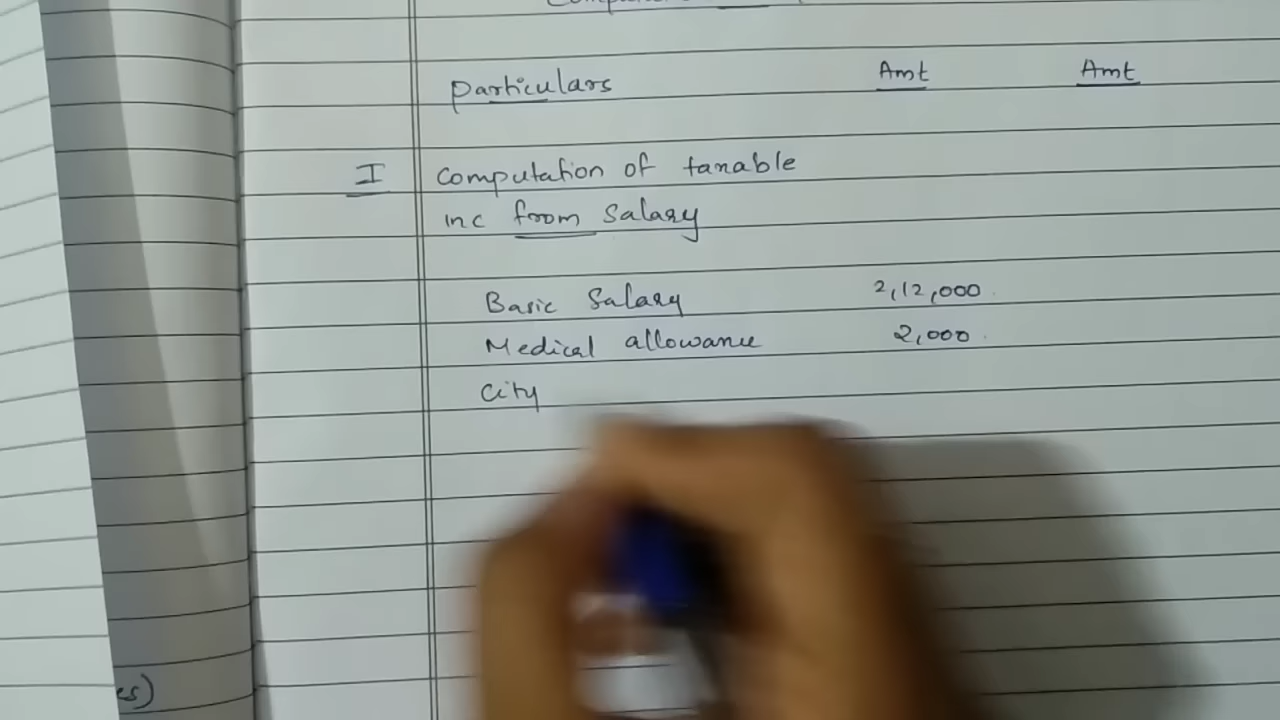 Particulars Amt Amt
I computation of taxable
inc from salary
Basic Salary 2,12,000
Medical allowance 2,000
City
es)